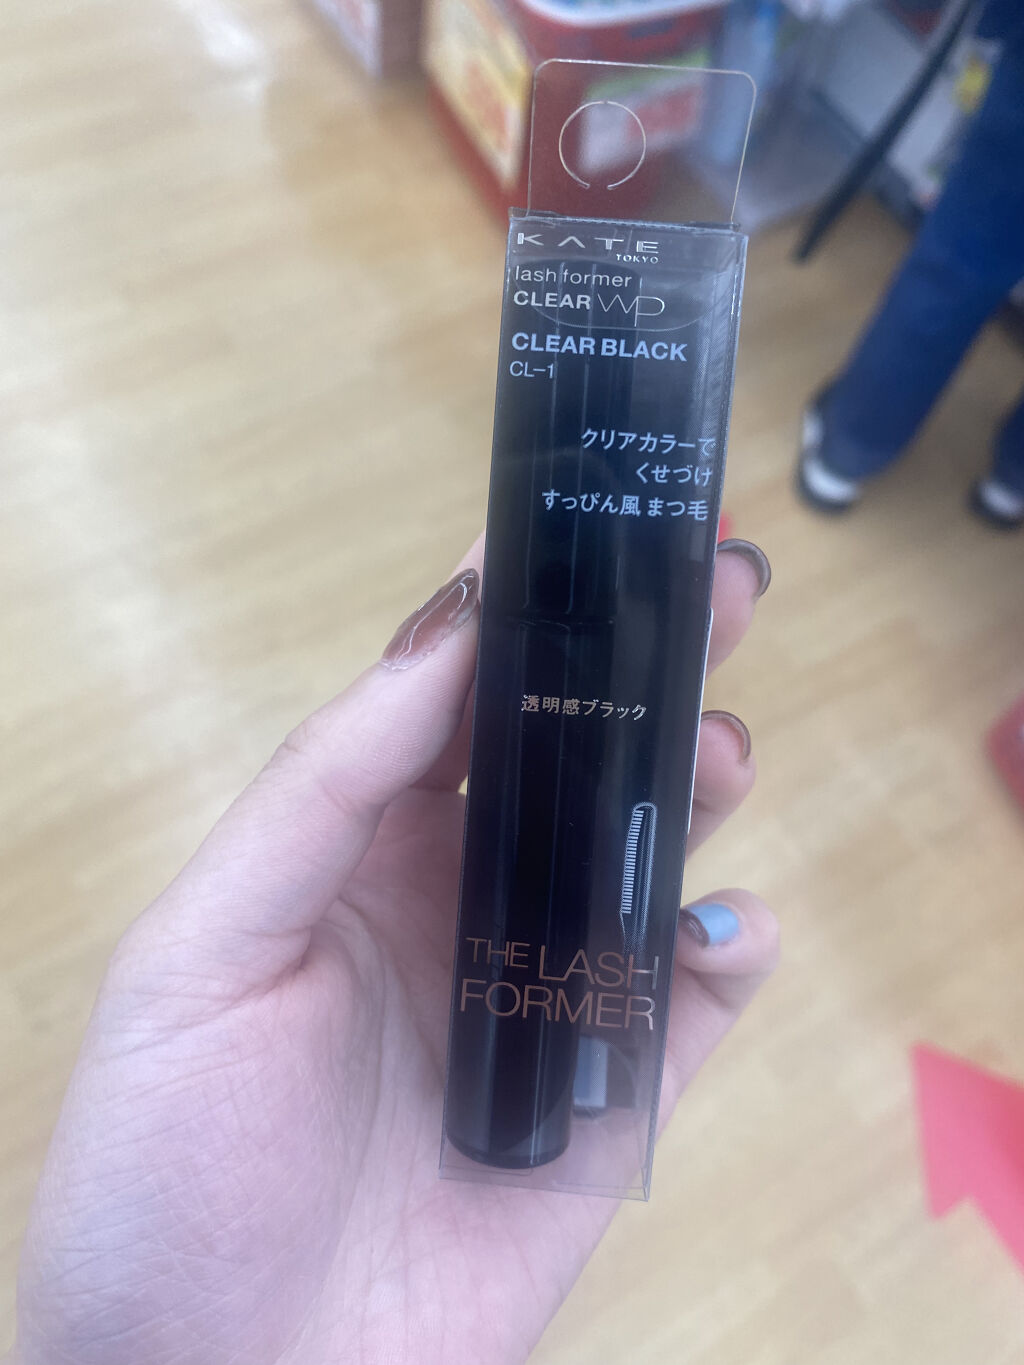 KATE
TOKYO
lash former
CLEAR WP
CLEAR BLACK
CL-1
クリアカラーで
くせづけ
すっぴん風 まつ毛
透明感ブラック
THE LASH
FORMER